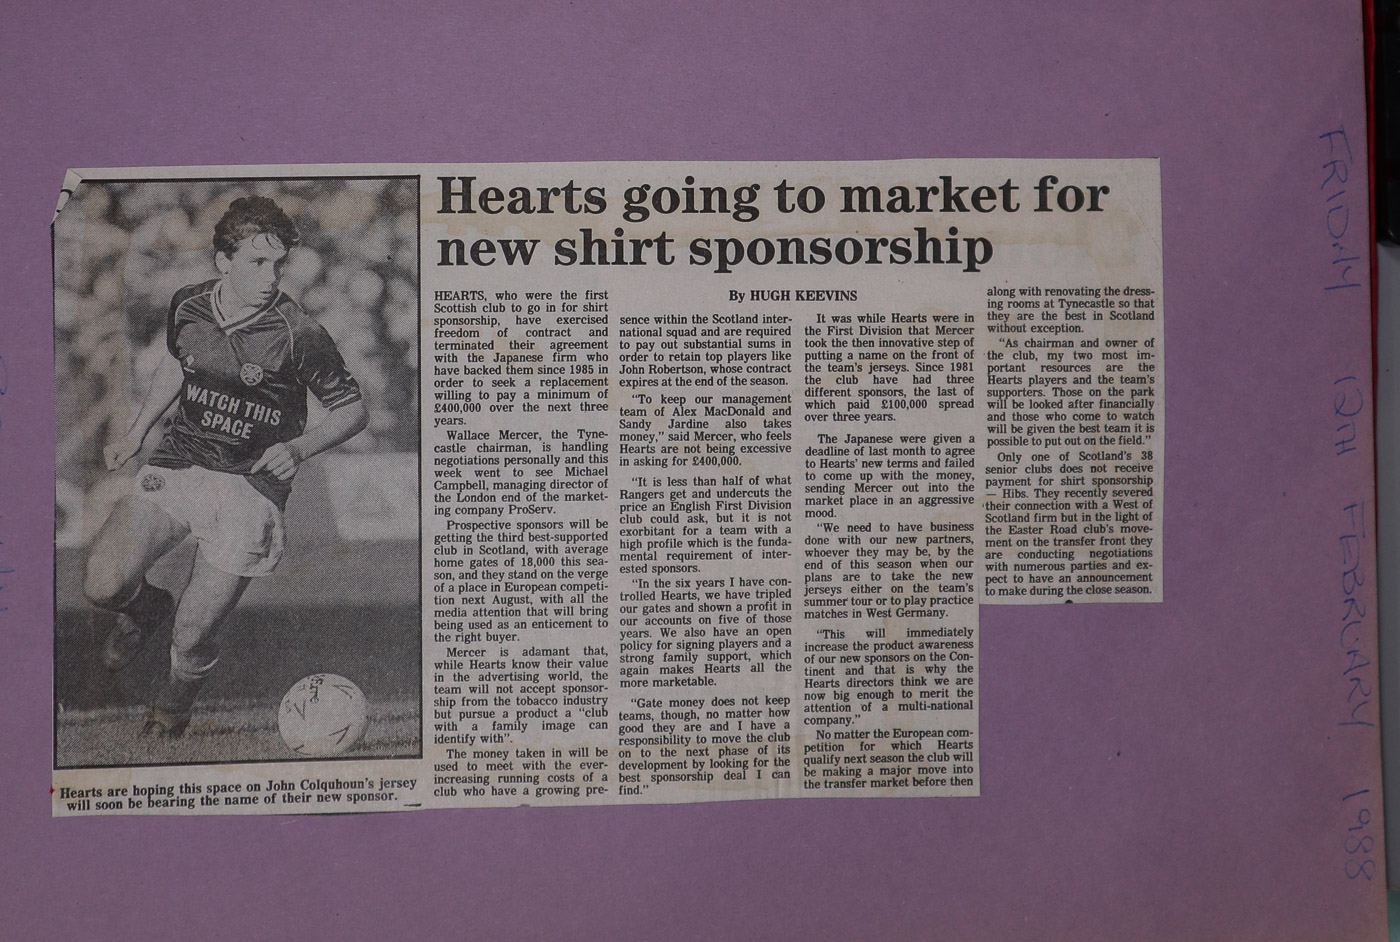 Hearts going to market for
new shirt sponsorship
WATCH THIS
SPACE
Hearts are hoping this space on John Colquhoun's jersey
will soon be bearing the name of their new sponsor.
By HUGH KEEVINS
HEARTS, who were the first
Scottish club to go in for shirt
sponsorship, have exercised
freedom of contract and
terminated their agreement
with the Japanese firm who
have backed them since 1985 in
order to seek a replacement
willing to pay a minimum of
£400,000 over the next three
years.
Wallace Mercer, the Tyne-
castle chairman, is handling
negotiations personally and this
week went to see Michael
Campbell, managing director of
the London end of the market-
ing company ProServ.
Prospective sponsors will be
getting the third best-supported
club in Scotland, with average
home gates of 18,000 this sea-
son, and they stand on the verge
of a place in European competi-
tion next August, with all the
media attention that will bring
being used as an enticement to
the right buyer.
Mercer is adamant that,
while Hearts know their value
in the advertising world, the
team will not accept sponsor-
ship from the tobacco industry
but pursue a product a "club
with a family image can
identify with".
The money taken in will be
used to meet with the ever-
increasing running costs of a
club who have a growing pre-
sence within the Scotland inter-
national squad and are required
to pay out substantial sums in
order to retain top players like
John Robertson, whose contract
expires at the end of the season.
"To keep our management
team of Alex MacDonald and
Sandy Jardine also takes
money," said Mercer, who feels
Hearts are not being excessive
in asking for £400,000.
"It is less than half of what
Rangers get and undercuts the
price an English First Division
club could ask, but it is not
exorbitant for a team with a
high profile which is the funda-
mental requirement of inter-
ested sponsors.
"In the six years I have con-
trolled Hearts, we have tripled
our gates and shown a profit in
our accounts on five of those
years. We also have an open
policy for signing players and a
strong family support, which
again makes Hearts all the
more marketable.
"Gate money does not keep
teams, though, no matter how
good they are and I have a
responsibility to move the club
on to the next phase of its
development by looking for the
best sponsorship deal I can
find."
It was while Hearts were in
the First Division that Mercer
took the then innovative step of
putting a name on the front of
the team's jerseys. Since 1981
the club have had three
different sponsors, the last of
which paid £100,000 spread
over three years.
The Japanese were given a
deadline of last month to agree
to Hearts' new terms and failed
to come up with the money,
sending Mercer out into the
market place in an aggressive
mood.
"We need to have business
done with our new partners,
whoever they may be, by the
end of this season when our
plans are to take the new
jerseys either on the team's
summer tour or to play practice
matches in West Germany.
"This will immediately
increase the product awareness
of our new sponsors on the Con-
tinent and that is why the
Hearts directors think we are
now big enough to merit the
attention of a multi-national
company."
No matter the European com-
petition for which Hearts
qualify next season the club will
be making a major move into
the transfer market before then
along with renovating the dress-
ing rooms at Tynecastle so that
they are the best in Scotland
without exception.
"As chairman and owner of
the club, my two most im-
portant resources are the
Hearts players and the team's
supporters. Those on the park
will be looked after financially
and those who come to watch
will be given the best team it is
possible to put out on the field."
Only one of Scotland's 38
senior clubs does not receive
payment for shirt sponsorship
— Hibs. They recently severed
their connection with a West of
Scotland firm but in the light of
the Easter Road club's move-
ment on the transfer front they
are conducting negotiations
with numerous parties and ex-
pect to have an announcement
to make during the close season.
FRIDAY 12TH FEBRUARY 1988